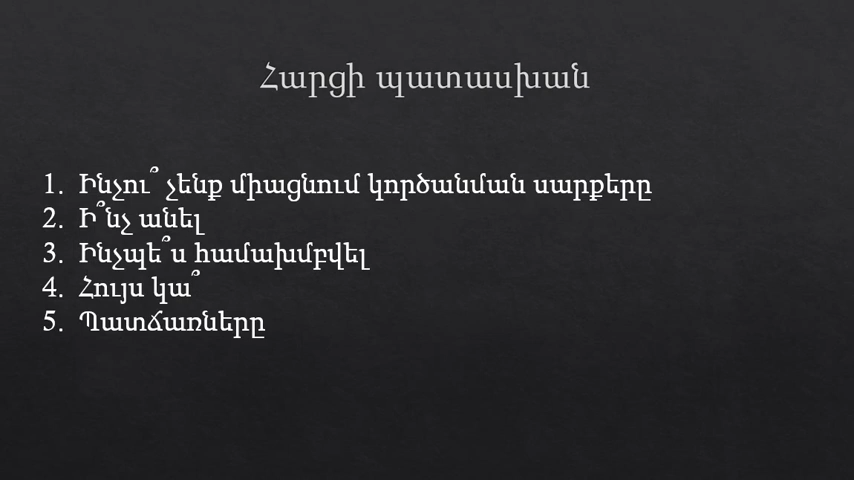 Հարցի պատասխան
1. Ինչու՞ չենք միացնում կործանման սարքերը
2. Ի՞նչ անել
3. Ինչպե՞ս համախմբվել
4. Հույս կա՞
5. Պատճառները